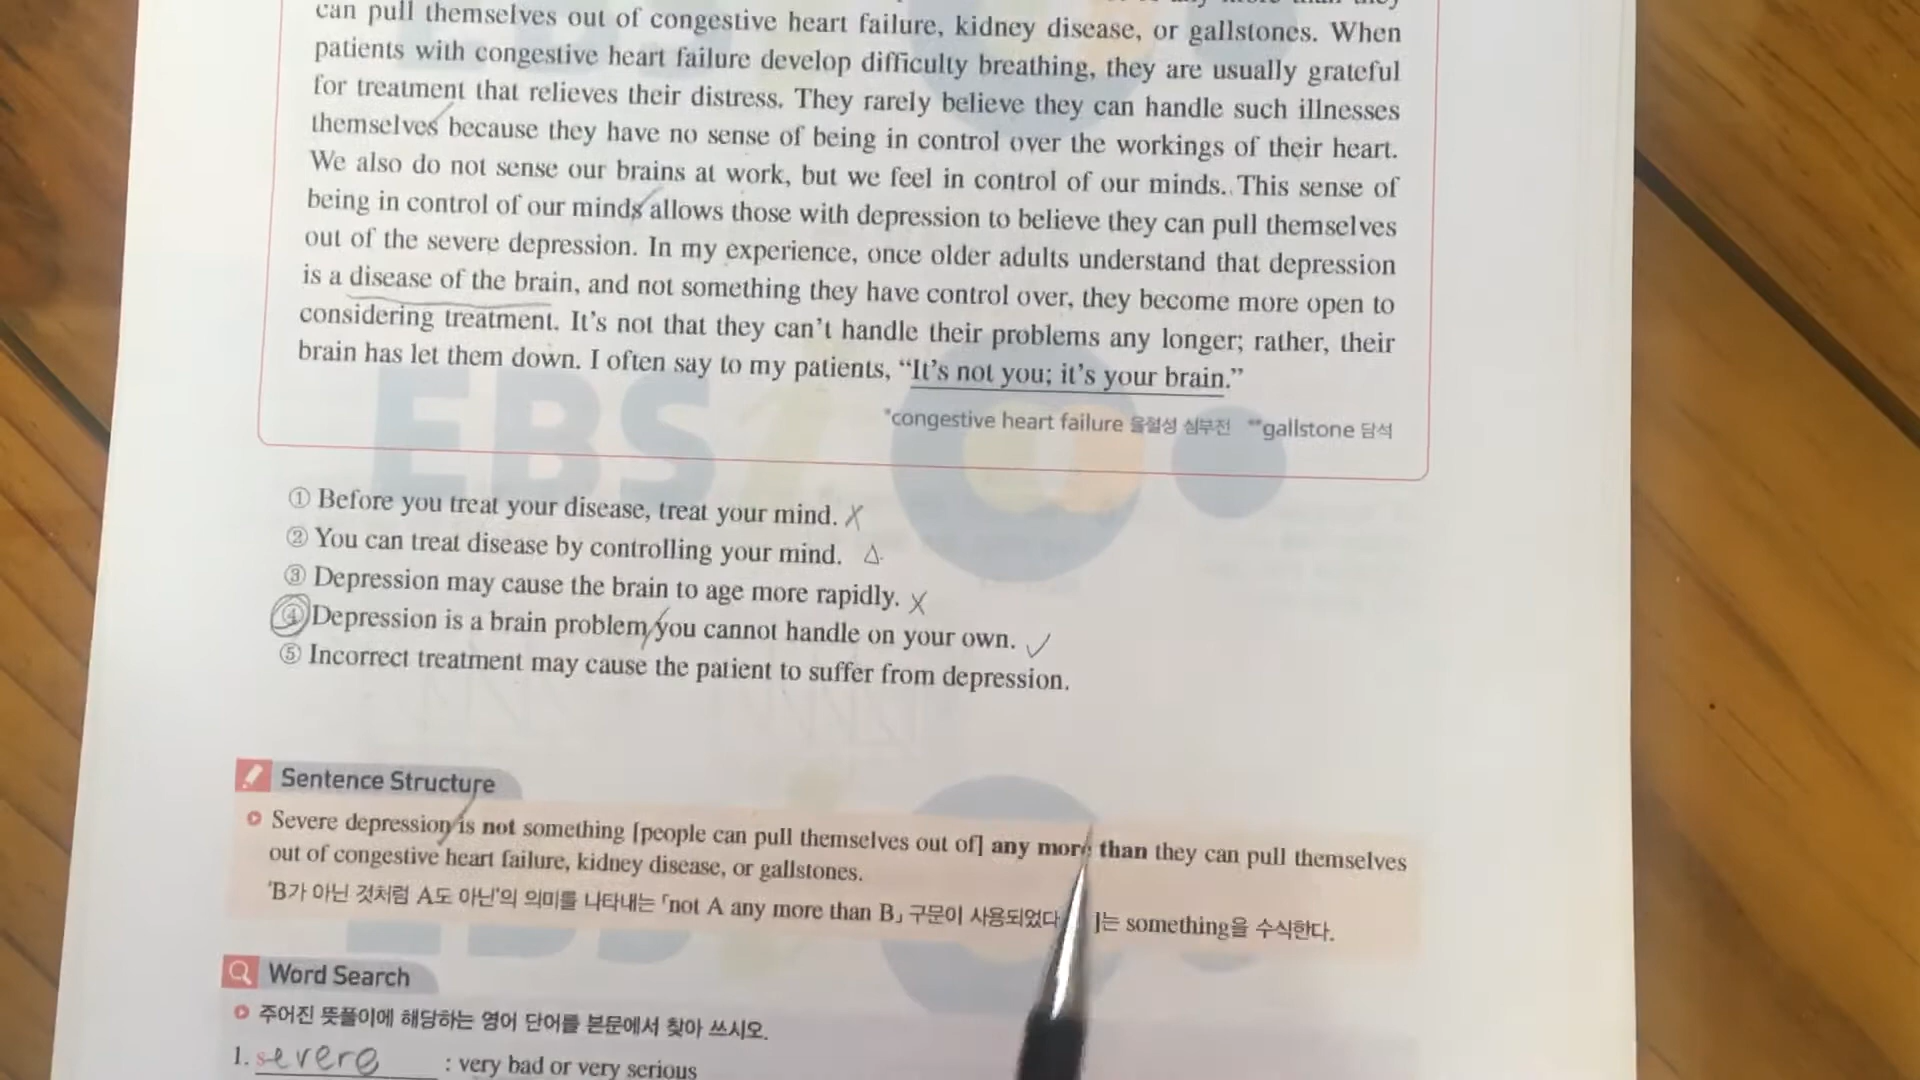 any more than they
can pull themselves out of congestive heart failure, kidney disease, or gallstones. When
patients with congestive heart failure develop difficulty breathing, they are usually grateful
for treatment that relieves their distress. They rarely believe they can handle such illnesses
themselves because they have no sense of being in control over the workings of their heart.
We also do not sense our brains at work, but we feel in control of our minds. This sense of
being in control of our minds allows those with depression to believe they can pull themselves
out of the severe depression. In my experience, once older adults understand that depression
is a disease of the brain, and not something they have control over, they become more open to
considering treatment. It's not that they can't handle their problems any longer; rather, their
brain has let them down. I often say to my patients, “It's not you; it's your brain.”
*congestive heart failure 울혈성 심부전 **gallstone 담석
EBS
① Before you treat your disease, treat your mind. X
② You can treat disease by controlling your mind. △
③ Depression may cause the brain to age more rapidly. X
④ Depression is a brain problem you cannot handle on your own. ✓
⑤ Incorrect treatment may cause the patient to suffer from depression.
Sentence Structure
Severe depression is not something [people can pull themselves out of] any more than they can pull themselves
out of congestive heart failure, kidney disease, or gallstones.
'B가 아닌 것처럼 A도 아닌'의 의미를 나타내는 「not A any more than B」 구문이 사용되었다 ]는 something을 수식한다.
Word Search
주어진 뜻풀이에 해당하는 영어 단어를 본문에서 찾아 쓰시오.
1. severe : very bad or very serious